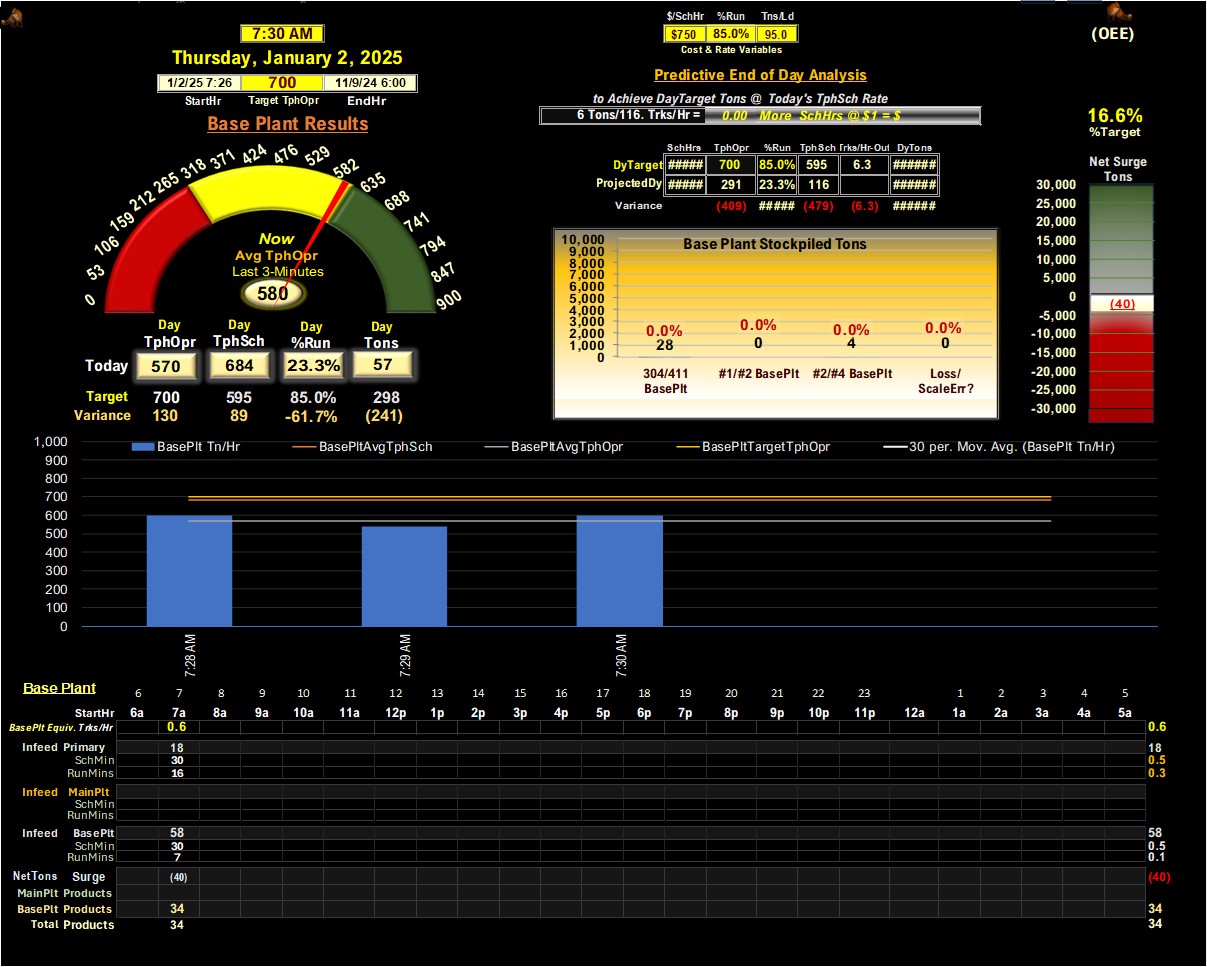 7:30 AM
Thursday, January 2, 2025
1/2/25 7:26 700 11/9/24 6:00
StartHr Target TphOpr EndHr
Base Plant Results
0 53 106 159 212 265 318 371 424 476 529 582 635 688 741 794 847 900
Now
Avg TphOpr
Last 3-Minutes
580
Day Day Day Day
TphOpr TphSch %Run Tons
Today 570 684 23.3% 57
Target 700 595 85.0% 298
Variance 130 89 -61.7% (241)
$/SchHr %Run Tns/Ld
$750 85.0% 95.0
Cost & Rate Variables
Predictive End of Day Analysis
to Achieve DayTarget Tons @ Today's TphSch Rate
6 Tons/116. Trks/Hr = 0.00 More SchHrs @ $1 = $
SchHrs TphOpr %Run TphSch Trks/Hr-Out DyTons
DyTarget ##### 700 85.0% 595 6.3 ######
ProjectedDy ##### 291 23.3% 116 ######
Variance (409) ##### (479) (6.3) ######
Base Plant Stockpiled Tons
10,000
9,000
8,000
7,000
6,000
5,000
4,000
3,000
2,000
1,000
0
0.0% 0.0% 0.0% 0.0%
28 0 4 0
304/411 BasePlt
#1/#2 BasePlt
#2/#4 BasePlt
Loss/ ScaleErr?
(OEE)
16.6%
%Target
Net Surge
Tons
30,000
25,000
20,000
15,000
10,000
5,000
0
(40)
-5,000
-10,000
-15,000
-20,000
-25,000
-30,000
BasePlt Tn/Hr BasePltAvgTphSch BasePltAvgTphOpr BasePltTargetTphOpr 30 per. Mov. Avg. (BasePlt Tn/Hr)
1,000
900
800
700
600
500
400
300
200
100
0
7:28 AM 7:29 AM 7:30 AM
Base Plant 6 7 8 9 10 11 12 13 14 15 16 17 18 19 20 21 22 23 1 2 3 4 5
StartHr 6a 7a 8a 9a 10a 11a 12p 1p 2p 3p 4p 5p 6p 7p 8p 9p 10p 11p 12a 1a 2a 3a 4a 5a
BasePlt Equiv. Trks/Hr 0.6 0.6
Infeed Primary 18 18
SchMin 30 0.5
RunMins 16 0.3
Infeed MainPlt
SchMin
RunMins
Infeed BasePlt 58 58
SchMin 30 0.5
RunMins 7 0.1
NetTons Surge (40) (40)
MainPlt Products
BasePlt Products 34 34
Total Products 34 34